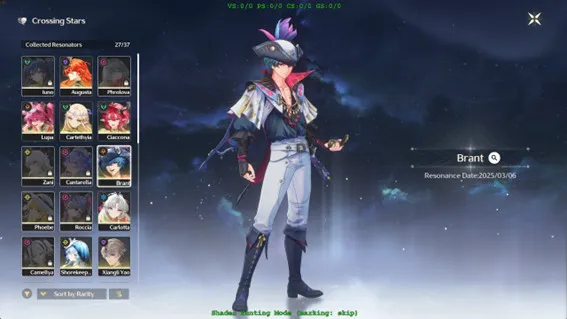 VS:0/0 PS:0/0 CS:0/0 GS:0/0
Crossing Stars
Collected Resonators 27/37
Iuno Augusta Phrolova
Lupa Cartethyia Ciaccona
Zani Cantarella Brant
Brant
Resonance Date:2025/03/06
Phoebe Roccia Carlotta
Camellya Shorekeep... Xiangli Yao
Sort by Rarity
Shader Hunting Mode (marking: skip)